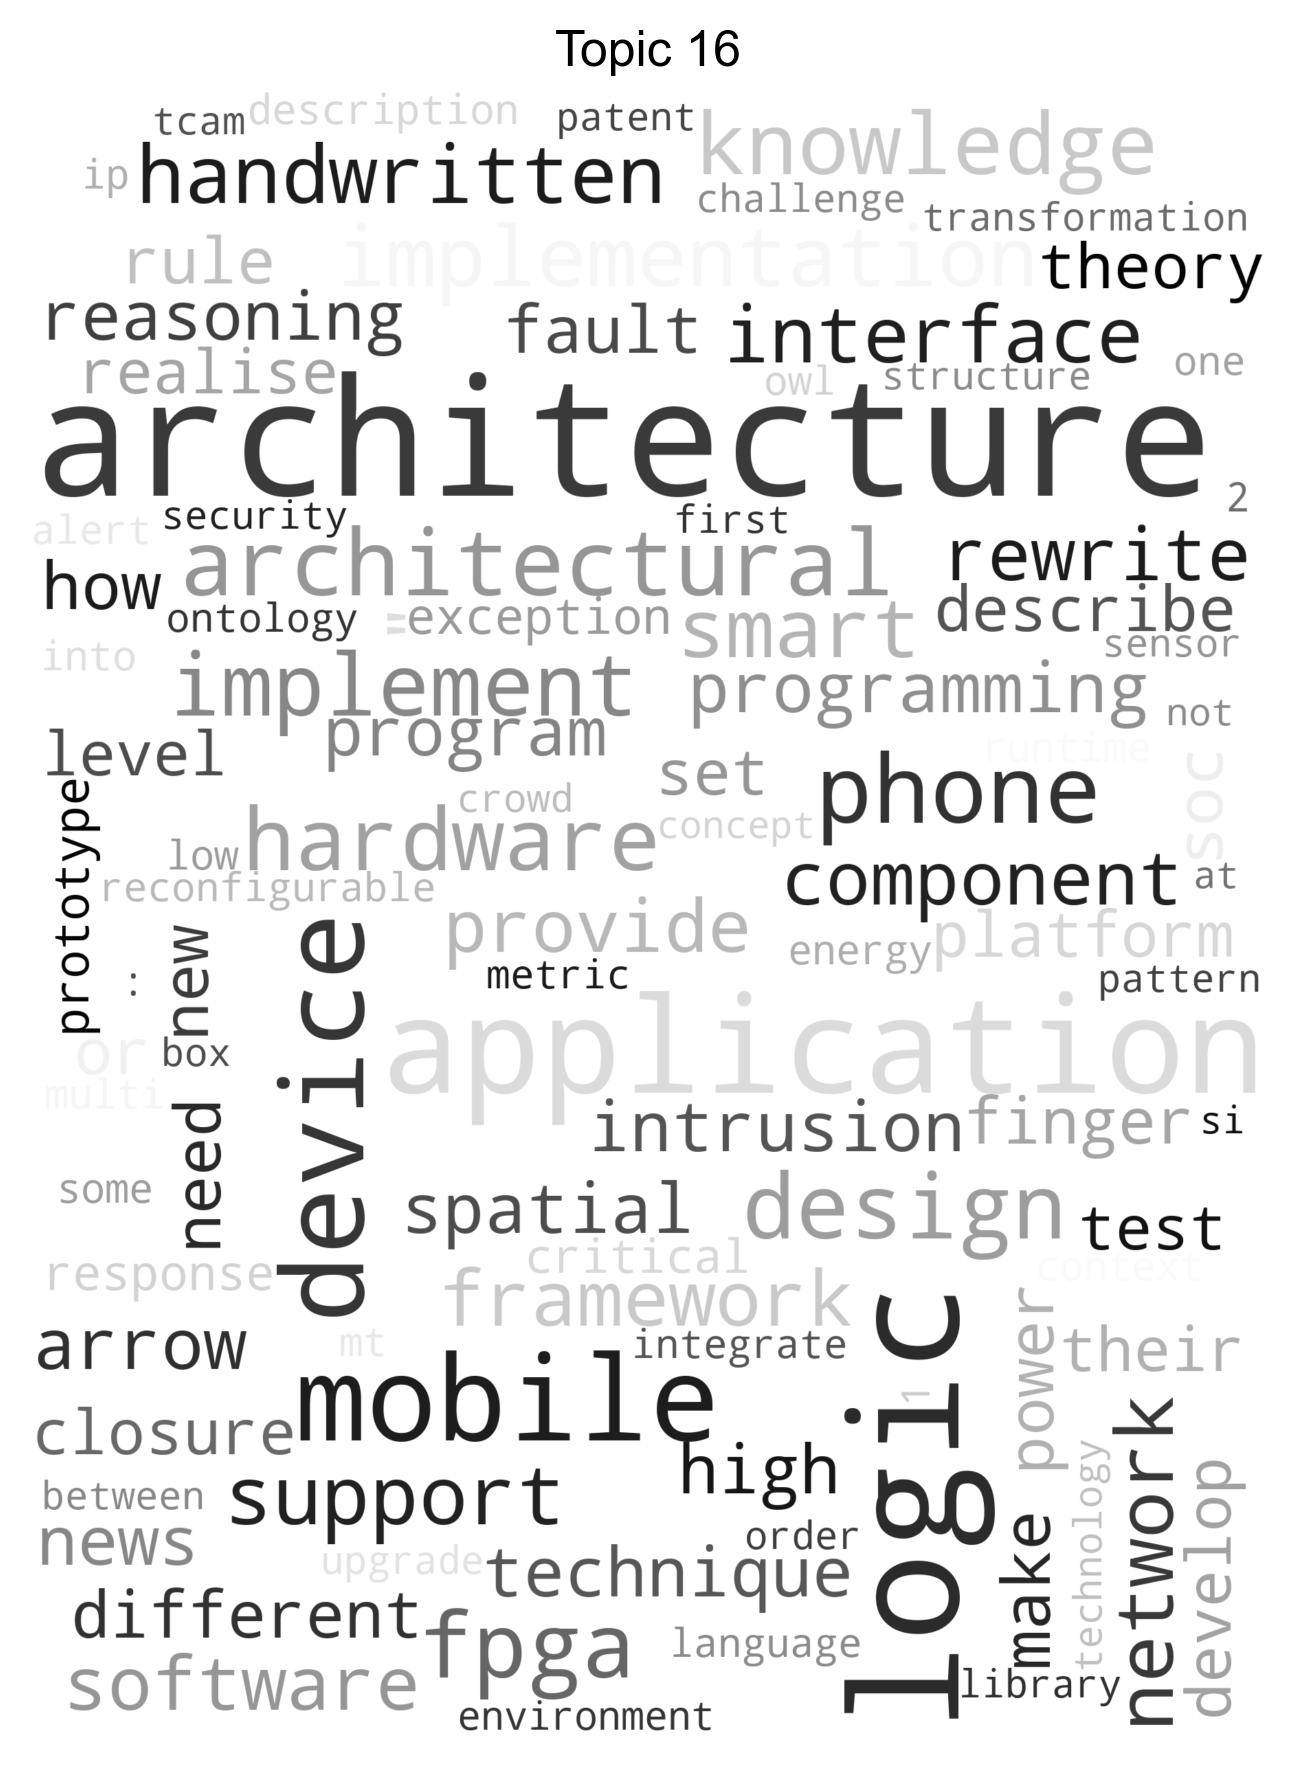 Topic 16
tcam description patent knowledge
ip handwritten challenge transformation
rule implementation theory
reasoning fault interface
realise owl structure one
architecture 2
alert security first
how architectural rewrite
ontology = exception smart describe
into sensor
implement programming not
level program runtime
prototype crowd set phone soc
low hardware concept
reconfigurable component at
: new device provide energy platform
metric pattern
or box application
multi need intrusion finger si
some spatial design test
response critical context
framework power
arrow mt integrate their
mobile logic 1
closure high network
between support technology
news order make develop
upgrade technique
different fpga language
software library
environment